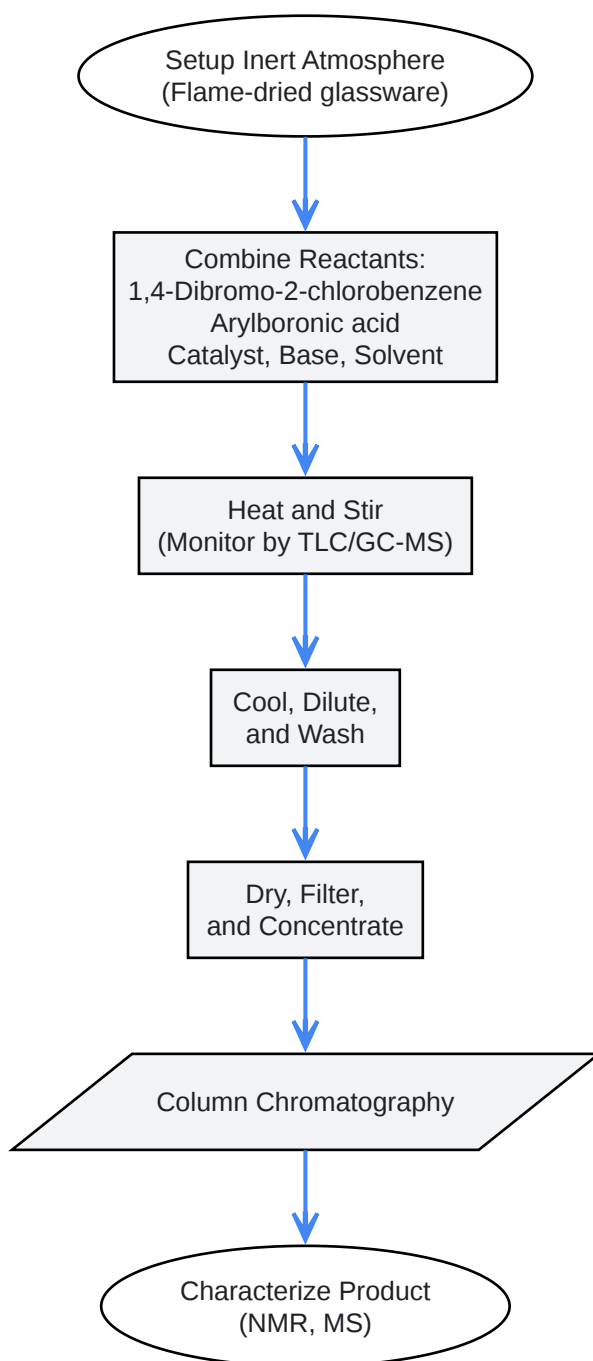 Setup Inert Atmosphere
(Flame-dried glassware)
Combine Reactants:
1,4-Dibromo-2-chlorobenzene
Arylboronic acid
Catalyst, Base, Solvent
Heat and Stir
(Monitor by TLC/GC-MS)
Cool, Dilute,
and Wash
Dry, Filter,
and Concentrate
Column Chromatography
Characterize Product
(NMR, MS)